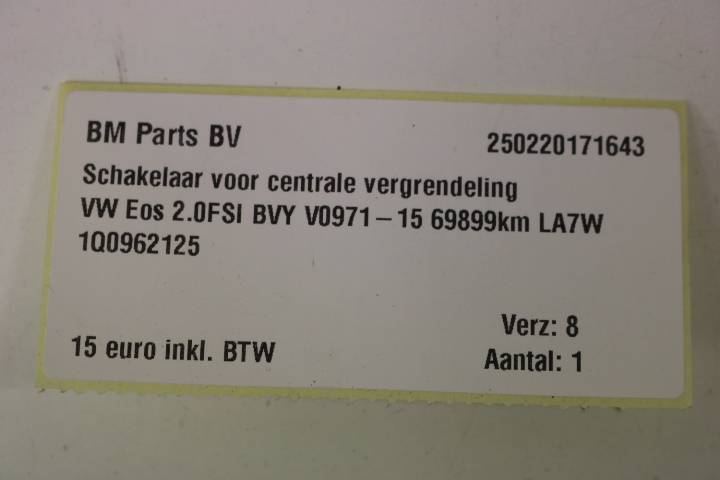 BM Parts BV 250220171643
Schakelaar voor centrale vergrendeling
VW Eos 2.0FSI BVY V0971-15 69899km LA7W
1Q0962125
Verz: 8
15 euro inkl. BTW Aantal: 1